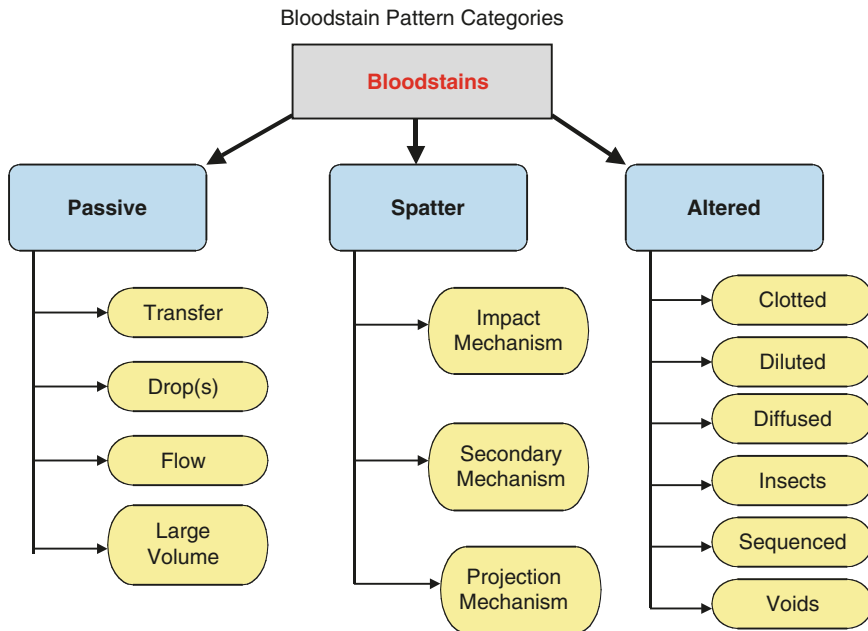 Bloodstain Pattern Categories
Bloodstains
Passive
Spatter
Altered
Transfer
Drop(s)
Flow
Large
Volume
Impact
Mechanism
Secondary
Mechanism
Projection
Mechanism
Clotted
Diluted
Diffused
Insects
Sequenced
Voids